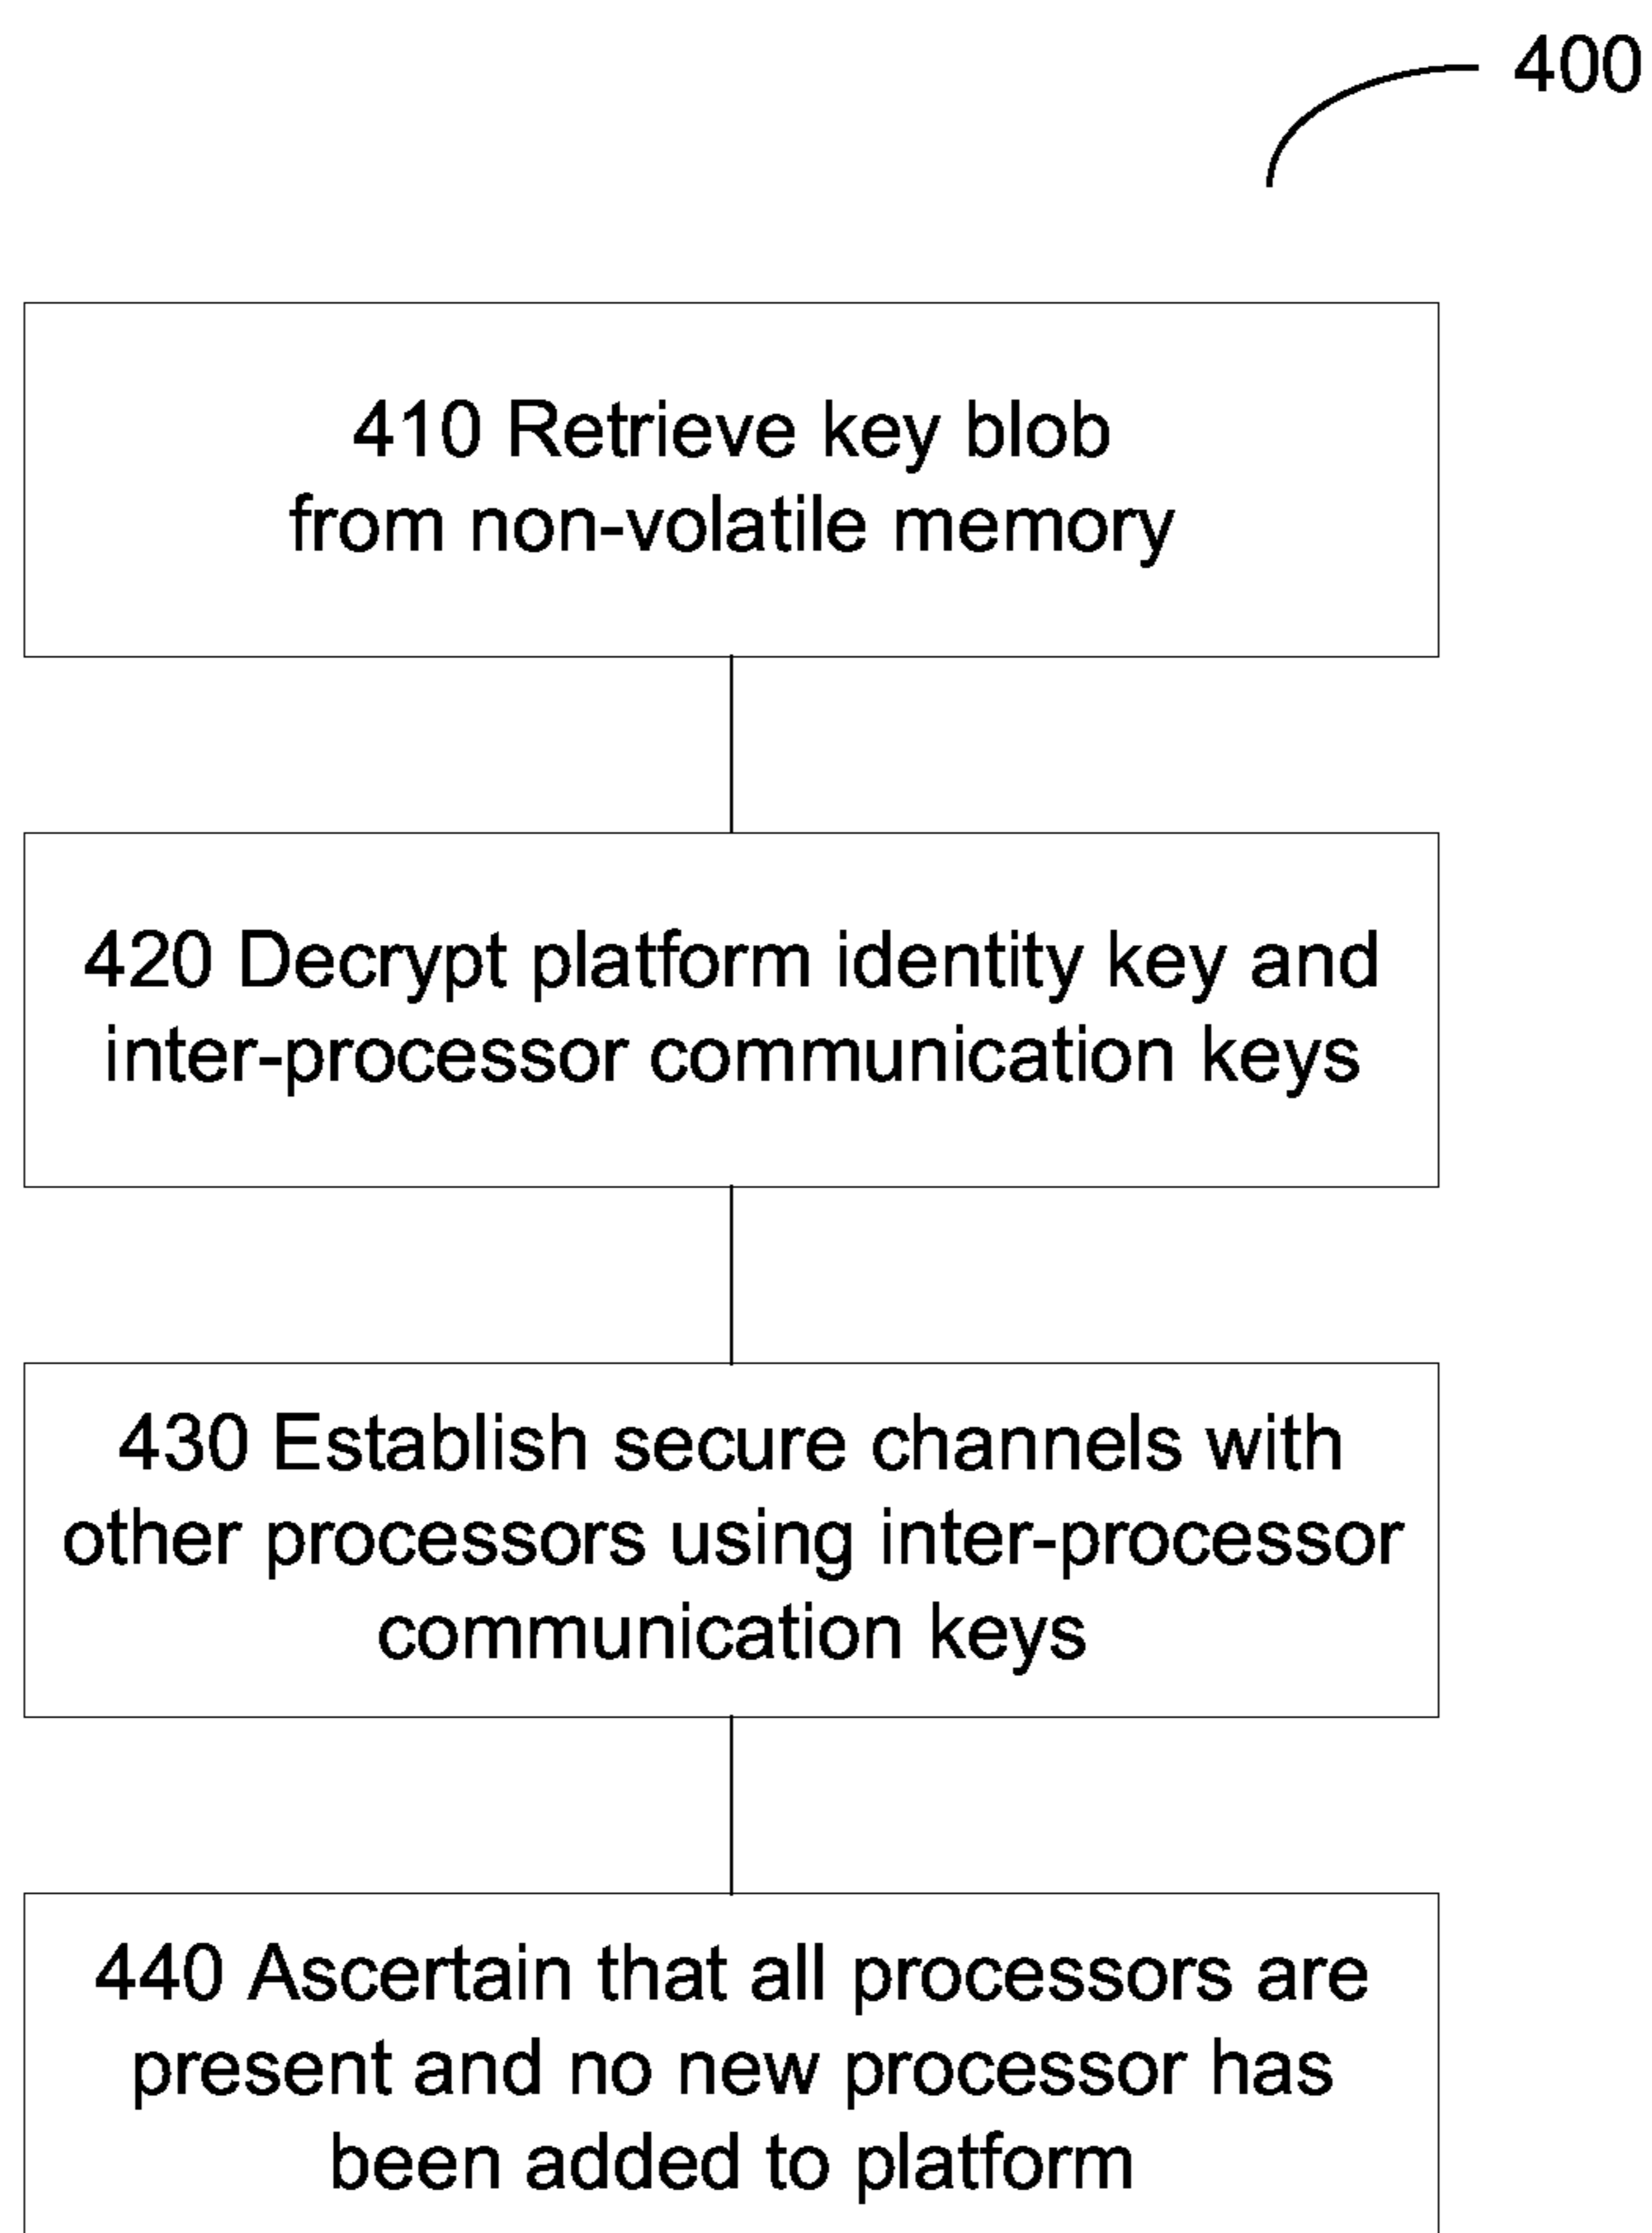 400
410 Retrieve key blob
from non-volatile memory
420 Decrypt platform identity key and
inter-processor communication keys
430 Establish secure channels with
other processors using inter-processor
communication keys
440 Ascertain that all processors are
present and no new processor has
been added to platform